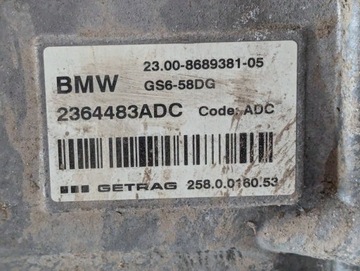 23.00-8689381-05
BMW GS6-58DG
2364483ADC Code: ADC
GETRAG 258.0.0160.53